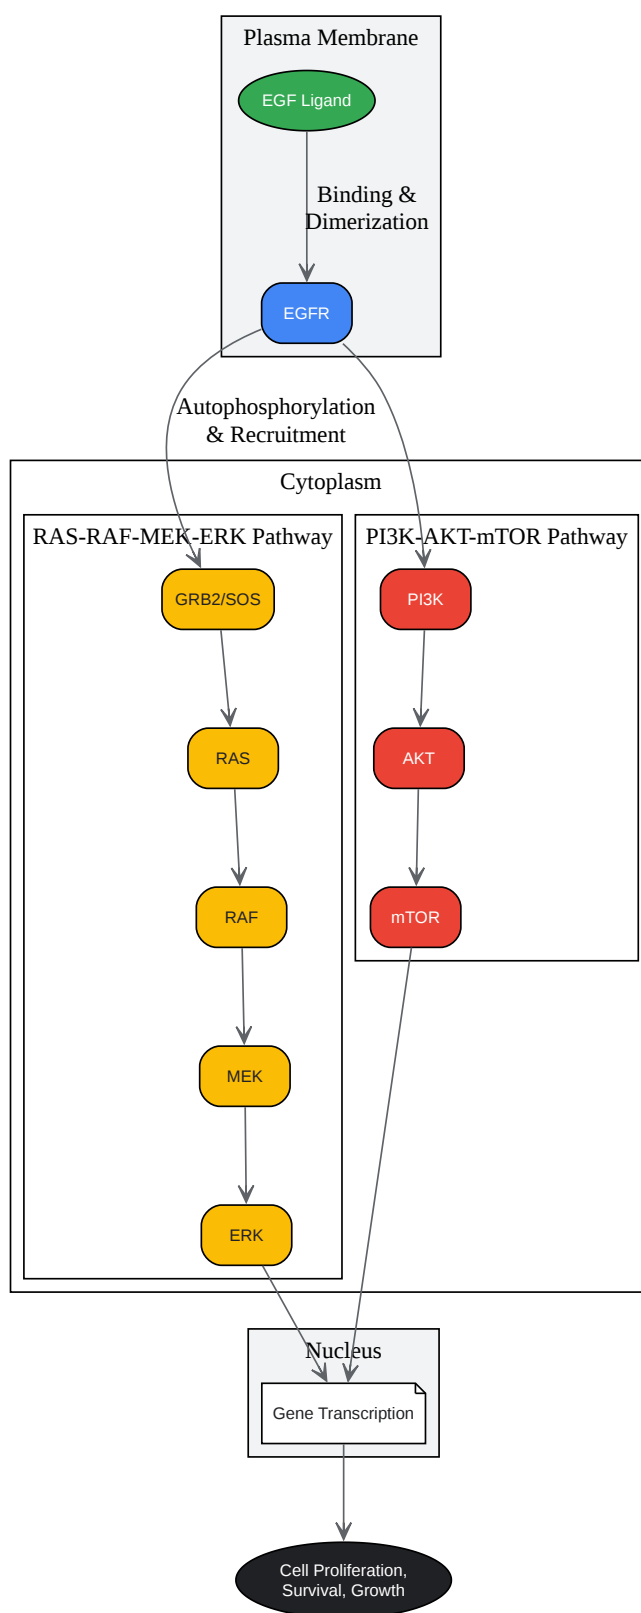 Plasma Membrane
EGF Ligand
Binding &
Dimerization
EGFR
Autophosphorylation
& Recruitment
Cytoplasm
RAS-RAF-MEK-ERK Pathway
PI3K-AKT-mTOR Pathway
GRB2/SOS
PI3K
RAS
AKT
RAF
mTOR
MEK
ERK
Nucleus
Gene Transcription
Cell Proliferation,
Survival, Growth